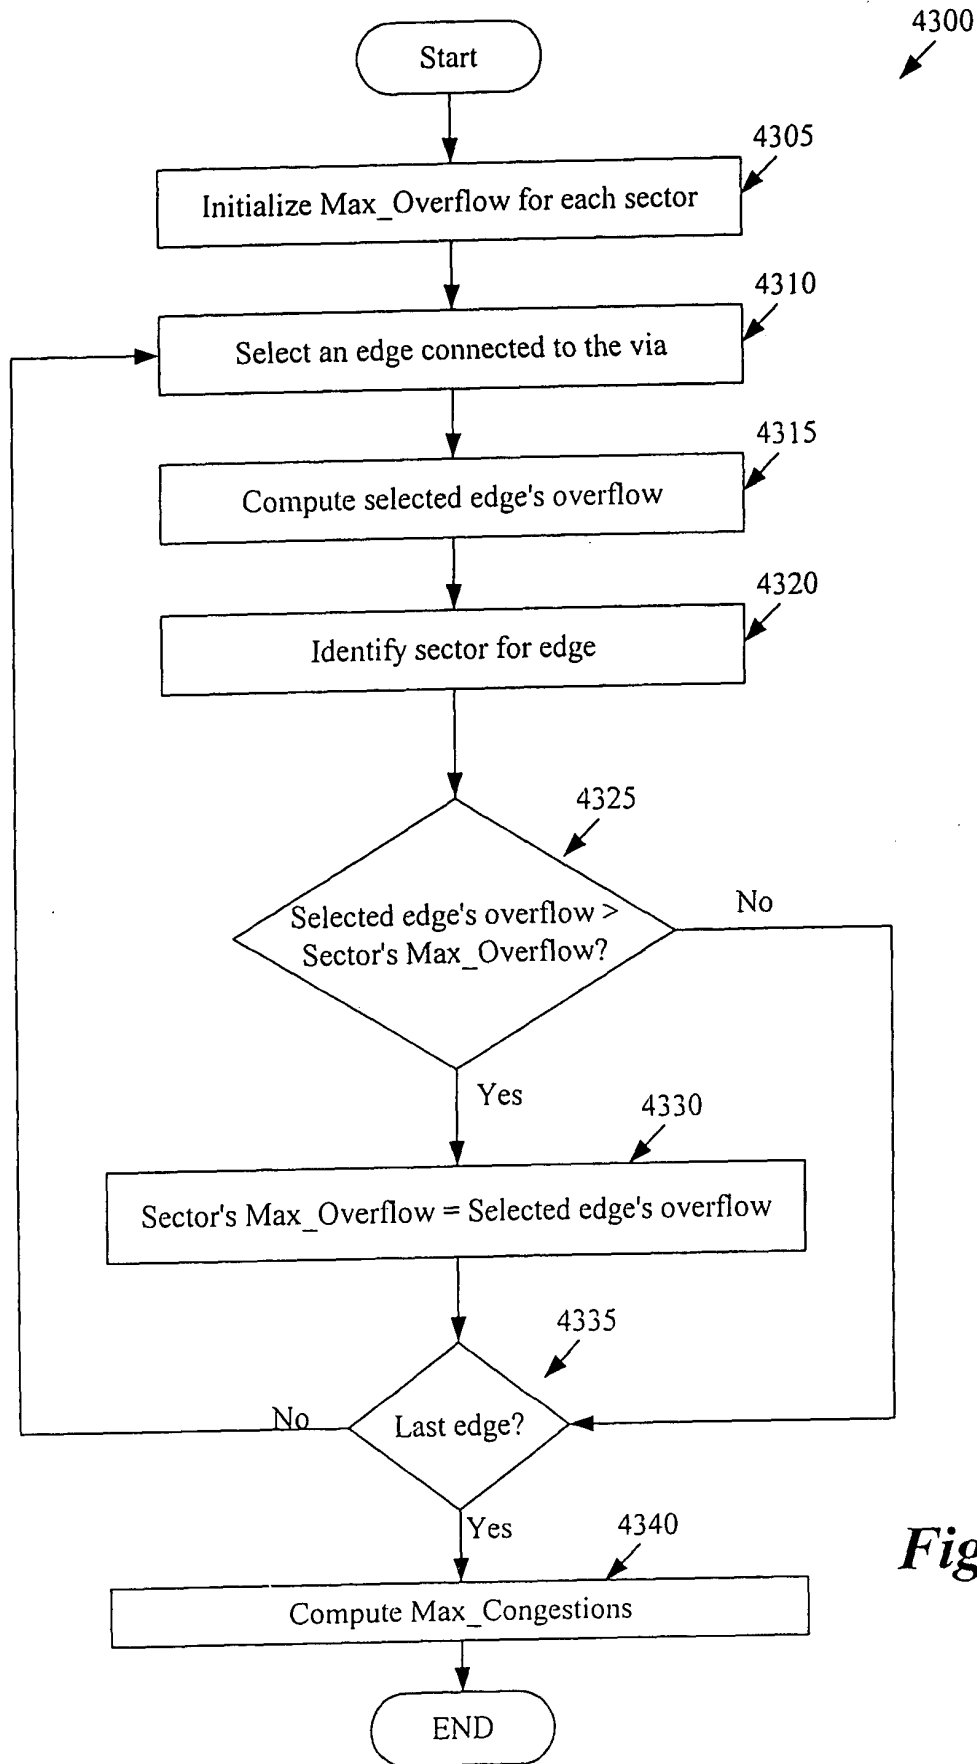 4300
Start
4305
Initialize Max_Overflow for each sector
4310
Select an edge connected to the via
4315
Compute selected edge's overflow
4320
Identify sector for edge
4325
Selected edge's overflow >
Sector's Max_Overflow?
No
Yes
4330
Sector's Max_Overflow = Selected edge's overflow
4335
Last edge?
No
Yes
4340
Compute Max_Congestions
Fig
END